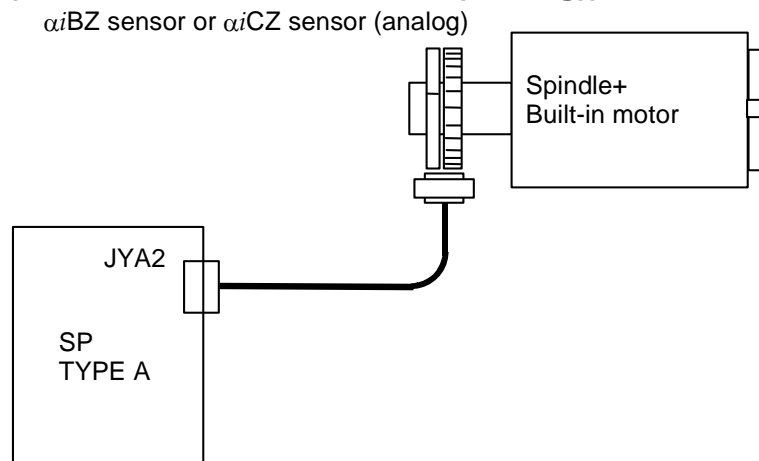 αiBZ sensor or αiCZ sensor (analog)
Spindle+
Built-in motor
JYA2
SP
TYPE A